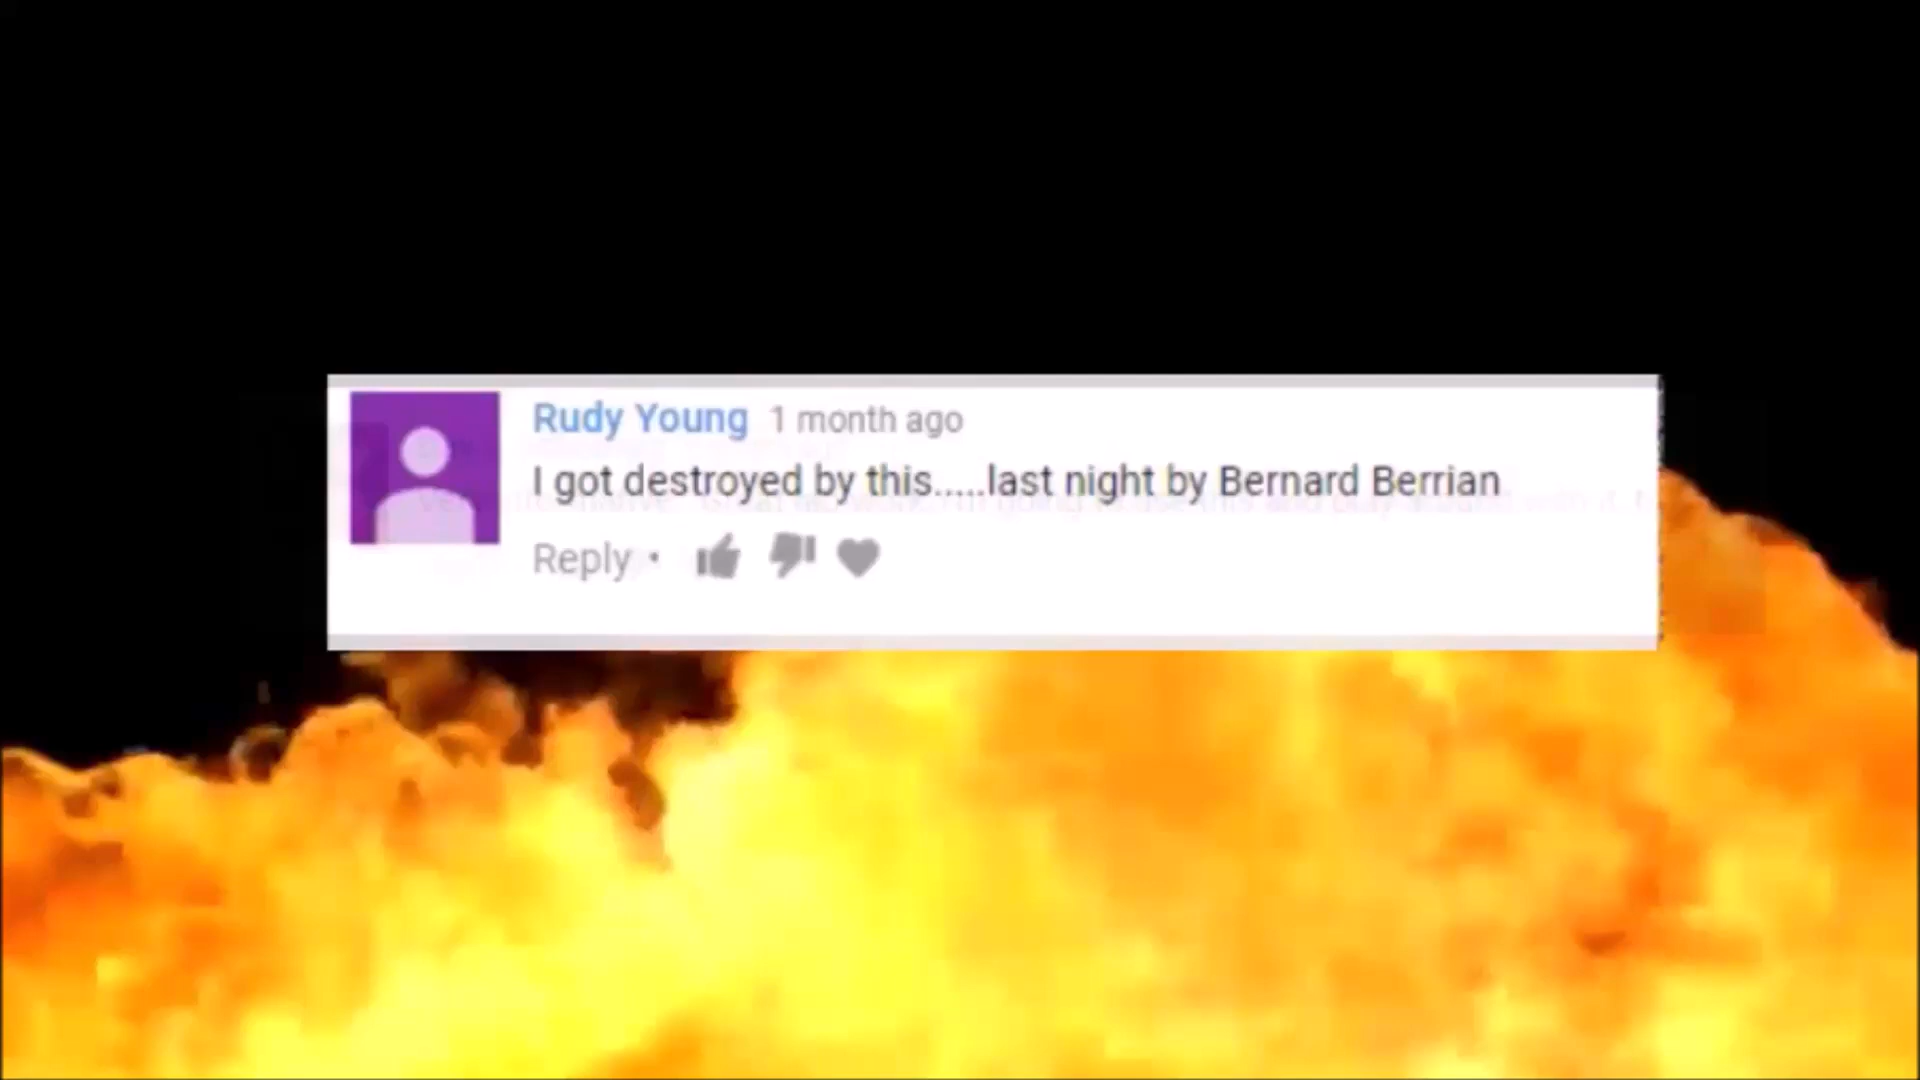 Rudy Young 1 month ago
I got destroyed by this.....last night by Bernard Berrian
Reply •